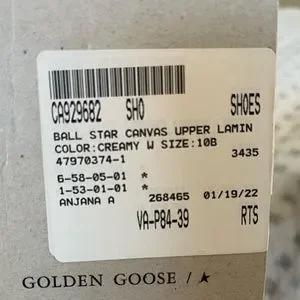 CA929682 SHO SHOES
BALL STAR CANVAS UPPER LAMIN
COLOR:CREAMY W SIZE:10B
47970374-1 3435
6-58-05-01 *
1-53-01-01 *
ANJANA A 268465 01/19/22
VA-P84-39 RTS
GOLDEN GOOSE /★